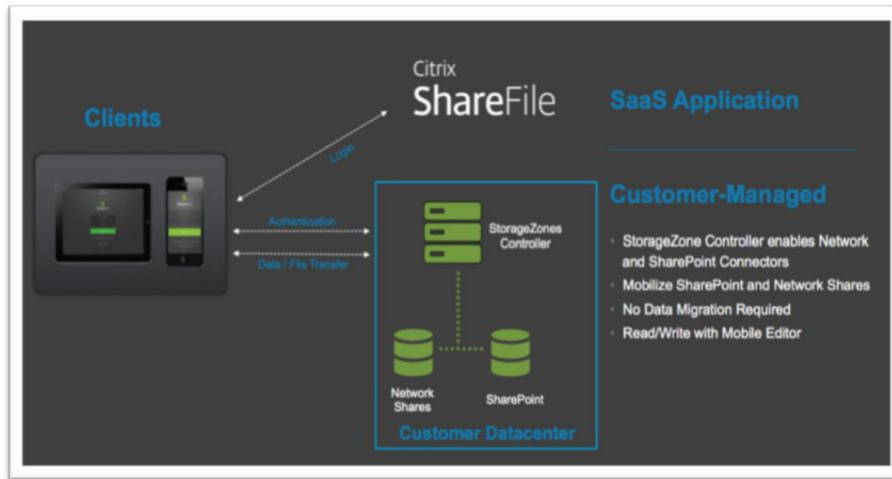 Citrix
ShareFile
SaaS Application
Clients
Login
Customer-Managed
Authentication
StorageZones
Controller
Data / File Transfer
StorageZone Controller enables Network
and SharePoint Connectors
Mobilize SharePoint and Network Shares
No Data Migration Required
Read/Write with Mobile Editor
Network
Shares
SharePoint
Customer Datacenter